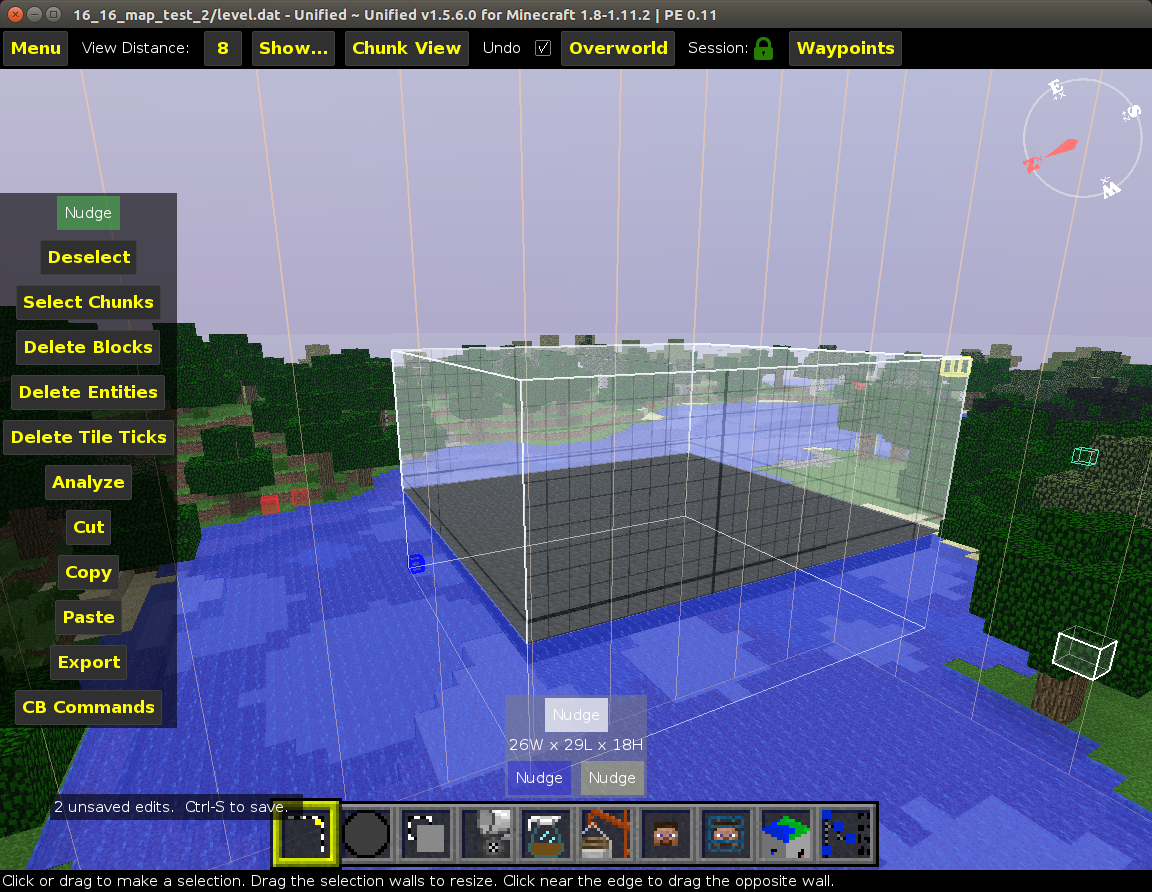 16_16_map_test_2/level.dat - Unified ~ Unified v1.5.6.0 for Minecraft 1.8-1.11.2 | PE 0.11
Menu View Distance: 8 Show... Chunk View Undo Overworld Session: Waypoints
E
+X
S
+Z
N
-Z
-X
W
Nudge
Deselect
Select Chunks
Delete Blocks
Delete Entities
Delete Tile Ticks
Analyze
Cut
Copy
Paste
Export
CB Commands
Nudge
26W x 29L x 18H
Nudge Nudge
2 unsaved edits. Ctrl-S to save.
Click or drag to make a selection. Drag the selection walls to resize. Click near the edge to drag the opposite wall.